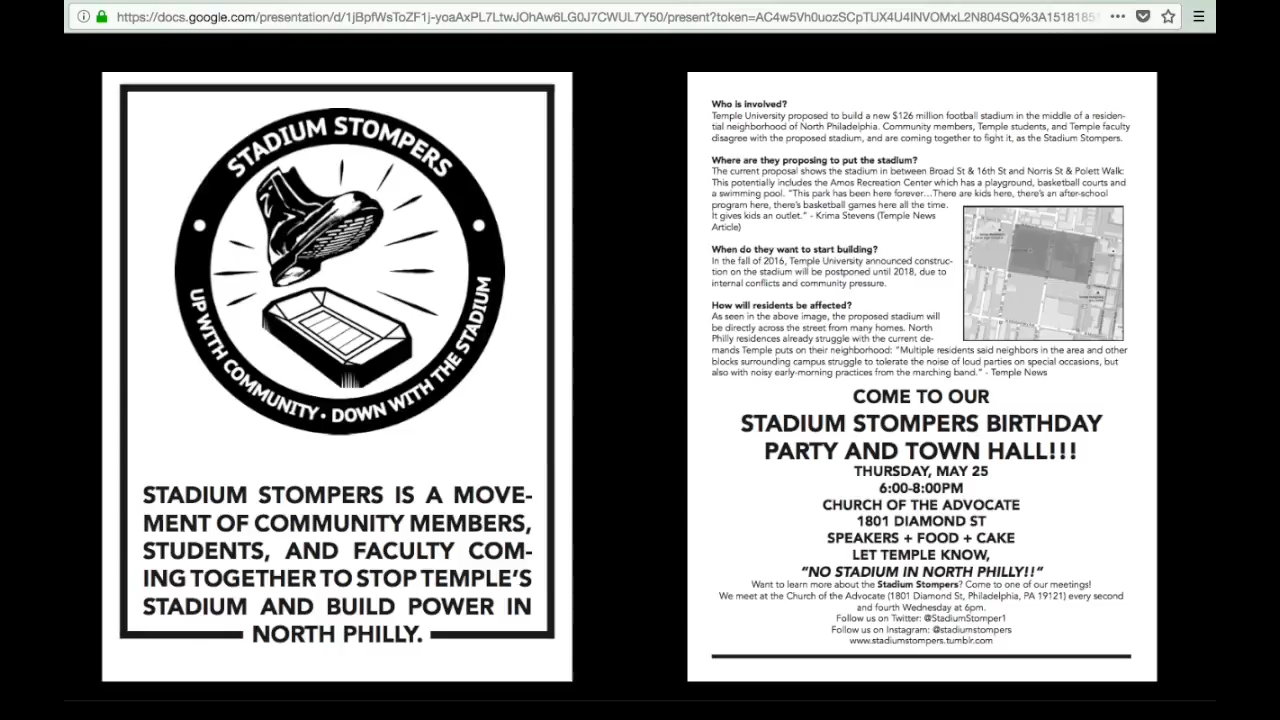 https://docs.google.com/presentation/d/1jBpfWsToZF1j-yoaAxPL7LtwJOhAw6LG0J7CWUL7Y50/present?token=AC4w5Vh0uozSCpTUX4U4INVOMxL2N804SQ%3A15181851
STADIUM STOMPERS
UP WITH COMMUNITY • DOWN WITH THE STADIUM
STADIUM STOMPERS IS A MOVE-
MENT OF COMMUNITY MEMBERS,
STUDENTS, AND FACULTY COM-
ING TOGETHER TO STOP TEMPLE'S
STADIUM AND BUILD POWER IN
NORTH PHILLY.
Who is involved?
Temple University proposed to build a new $126 million football stadium in the middle of a residen-
tial neighborhood of North Philadelphia. Community members, Temple students, and Temple faculty
disagree with the proposed stadium, and are coming together to fight it, as the Stadium Stompers.
Where are they proposing to put the stadium?
The current proposal shows the stadium in between Broad St & 16th St and Norris St & Polett Walk:
This potentially includes the Amos Recreation Center which has a playground, basketball courts and
a swimming pool. "This park has been here forever...There are kids here, there's an after-school
program here, there's basketball games here all the time.
It gives kids an outlet." - Krima Stevens (Temple News
Article)
When do they want to start building?
In the fall of 2016, Temple University announced construc-
tion on the stadium will be postponed until 2018, due to
internal conflicts and community pressure.
How will residents be affected?
As seen in the above image, the proposed stadium will
be directly across the street from many homes. North
Philly residences already struggle with the current de-
mands Temple puts on their neighborhood: "Multiple residents said neighbors in the area and other
blocks surrounding campus struggle to tolerate the noise of loud parties on special occasions, but
also with noisy early-morning practices from the marching band." - Temple News
COME TO OUR
STADIUM STOMPERS BIRTHDAY
PARTY AND TOWN HALL!!!
THURSDAY, MAY 25
6:00-8:00PM
CHURCH OF THE ADVOCATE
1801 DIAMOND ST
SPEAKERS + FOOD + CAKE
LET TEMPLE KNOW,
"NO STADIUM IN NORTH PHILLY!!"
Want to learn more about the Stadium Stompers? Come to one of our meetings!
We meet at the Church of the Advocate (1801 Diamond St, Philadelphia, PA 19121) every second
and fourth Wednesday at 6pm.
Follow us on Twitter: @StadiumStomper1
Follow us on Instagram: @stadiumstompers
www.stadiumstompers.tumblr.com